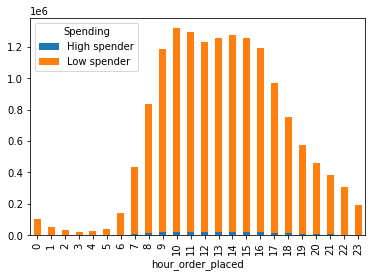 1e6
Spending
High spender
Low spender
1.2
1.0
0.8
0.6
0.4
0.2
0.0
0 1 2 3 4 5 6 7 8 9 10 11 12 13 14 15 16 17 18 19 20 21 22 23
hour_order_placed